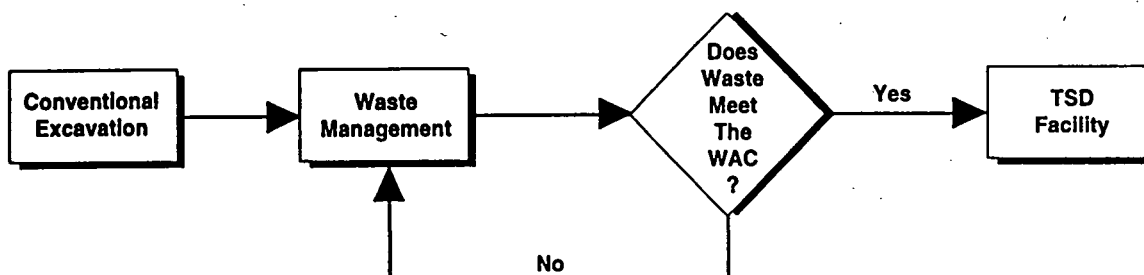 Conventional
Excavation
Waste
Management
Does
Waste
Meet
The
WAC
?
Yes
TSD
Facility
No